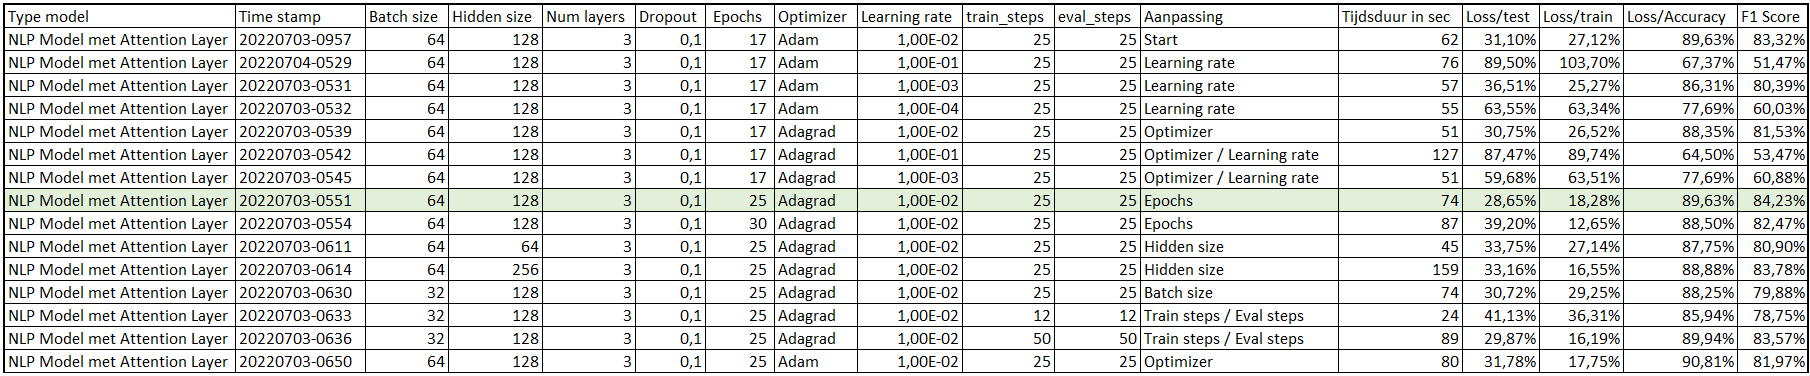 Type model Time stamp Batch size Hidden size Num layers Dropout Epochs Optimizer Learning rate train_steps eval_steps Aanpassing Tijdsduur in sec Loss/test Loss/train Loss/Accuracy F1 Score
NLP Model met Attention Layer 20220703-0957 64 128 3 0,1 17 Adam 1,00E-02 25 25 Start 62 31,10% 27,12% 89,63% 83,32%
NLP Model met Attention Layer 20220704-0529 64 128 3 0,1 17 Adam 1,00E-01 25 25 Learning rate 76 89,50% 103,70% 67,37% 51,47%
NLP Model met Attention Layer 20220703-0531 64 128 3 0,1 17 Adam 1,00E-03 25 25 Learning rate 57 36,51% 25,27% 86,31% 80,39%
NLP Model met Attention Layer 20220703-0532 64 128 3 0,1 17 Adam 1,00E-04 25 25 Learning rate 55 63,55% 63,34% 77,69% 60,03%
NLP Model met Attention Layer 20220703-0539 64 128 3 0,1 17 Adagrad 1,00E-02 25 25 Optimizer 51 30,75% 26,52% 88,35% 81,53%
NLP Model met Attention Layer 20220703-0542 64 128 3 0,1 17 Adagrad 1,00E-01 25 25 Optimizer / Learning rate 127 87,47% 89,74% 64,50% 53,47%
NLP Model met Attention Layer 20220703-0545 64 128 3 0,1 17 Adagrad 1,00E-03 25 25 Optimizer / Learning rate 51 59,68% 63,51% 77,69% 60,88%
NLP Model met Attention Layer 20220703-0551 64 128 3 0,1 25 Adagrad 1,00E-02 25 25 Epochs 74 28,65% 18,28% 89,63% 84,23%
NLP Model met Attention Layer 20220703-0554 64 128 3 0,1 30 Adagrad 1,00E-02 25 25 Epochs 87 39,20% 12,65% 88,50% 82,47%
NLP Model met Attention Layer 20220703-0611 64 64 3 0,1 25 Adagrad 1,00E-02 25 25 Hidden size 45 33,75% 27,14% 87,75% 80,90%
NLP Model met Attention Layer 20220703-0614 64 256 3 0,1 25 Adagrad 1,00E-02 25 25 Hidden size 159 33,16% 16,55% 88,88% 83,78%
NLP Model met Attention Layer 20220703-0630 32 128 3 0,1 25 Adagrad 1,00E-02 25 25 Batch size 74 30,72% 29,25% 88,25% 79,88%
NLP Model met Attention Layer 20220703-0633 32 128 3 0,1 25 Adagrad 1,00E-02 12 12 Train steps / Eval steps 24 41,13% 36,31% 85,94% 78,75%
NLP Model met Attention Layer 20220703-0636 32 128 3 0,1 25 Adagrad 1,00E-02 50 50 Train steps / Eval steps 89 29,87% 16,19% 89,94% 83,57%
NLP Model met Attention Layer 20220703-0650 64 128 3 0,1 25 Adam 1,00E-02 25 25 Optimizer 80 31,78% 17,75% 90,81% 81,97%